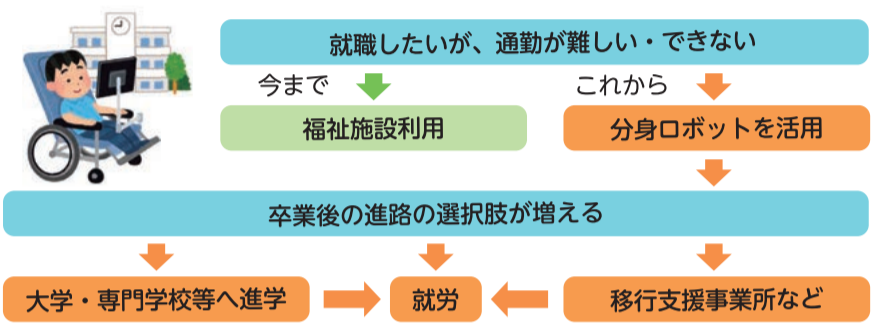 就職したいが、通勤が難しい・できない
今まで
これから
福祉施設利用
分身ロボットを活用
卒業後の進路の選択肢が増える
大学・専門学校等へ進学
就労
移行支援事業所など